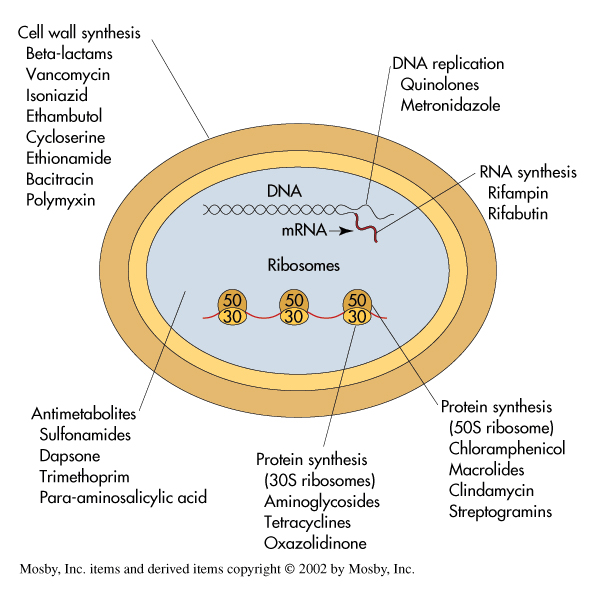 Cell wall synthesis
Beta-lactams
Vancomycin
Isoniazid
Ethambutol
Cycloserine
Ethionamide
Bacitracin
Polymyxin
DNA replication
Quinolones
Metronidazole
RNA synthesis
Rifampin
Rifabutin
DNA
mRNA
Ribosomes
50 50 50
30 30 30
Antimetabolites
Sulfonamides
Dapsone
Trimethoprim
Para-aminosalicylic acid
Protein synthesis
(30S ribosomes)
Aminoglycosides
Tetracyclines
Oxazolidinone
Protein synthesis
(50S ribosome)
Chloramphenicol
Macrolides
Clindamycin
Streptogramins
Mosby, Inc. items and derived items copyright © 2002 by Mosby, Inc.